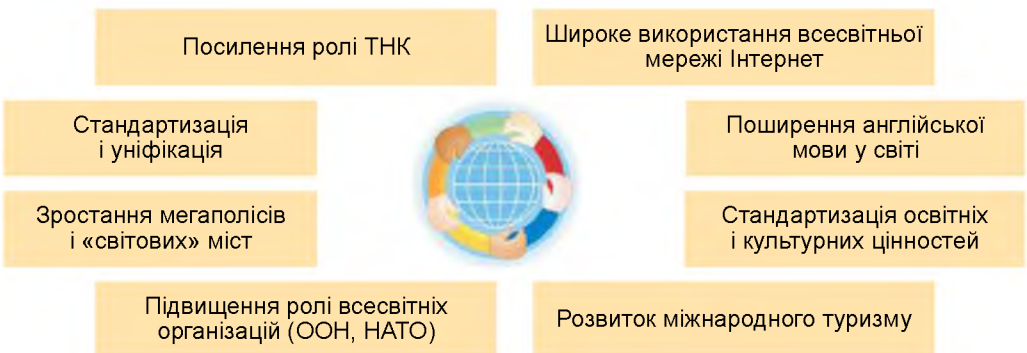 Посилення ролі ТНК
Широке використання всесвітньої
мережі Інтернет
Стандартизація
і уніфікація
Поширення англійської
мови у світі
Зростання мегаполісів
і «світових» міст
Стандартизація освітніх
і культурних цінностей
Підвищення ролі всесвітніх
організацій (ООН, НАТО)
Розвиток міжнародного туризму